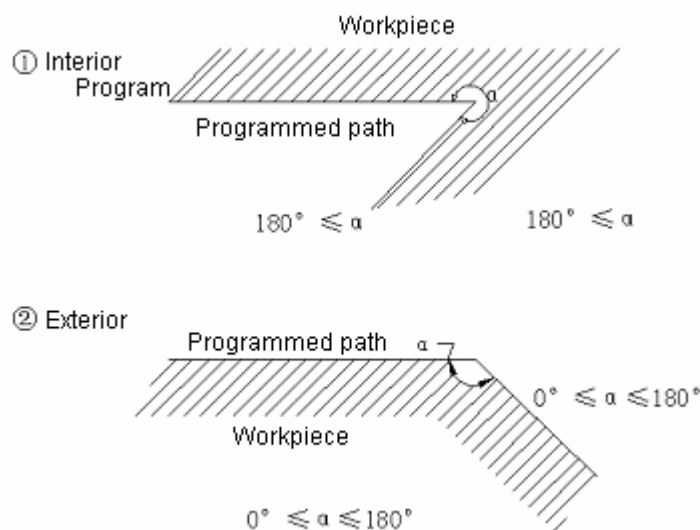 Workpiece
① Interior
Program
α
Programmed path
180° ≤ α
180° ≤ α
② Exterior
Programmed path
α
0° ≤ α ≤180°
Workpiece
0° ≤ α ≤180°